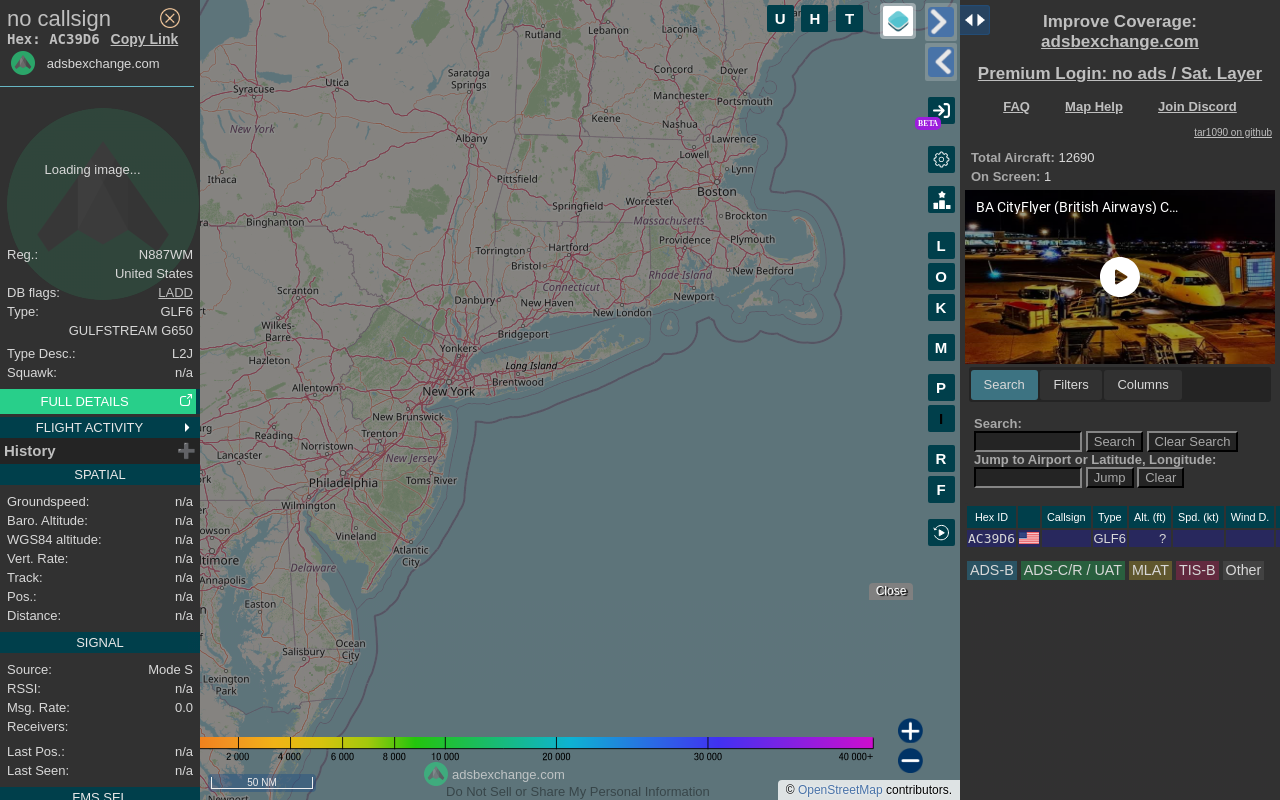 no callsign
Hex: AC39D6 Copy Link
adsbexchange.com
Loading image...
Reg.: N887WM
United States
DB flags: LADD
Type: GLF6
GULFSTREAM G650
Type Desc.: L2J
Squawk: n/a
FULL DETAILS
FLIGHT ACTIVITY
History
SPATIAL
Groundspeed: n/a
Baro. Altitude: n/a
WGS84 altitude: n/a
Vert. Rate: n/a
Track: n/a
Pos.: n/a
Distance: n/a
SIGNAL
Source: Mode S
RSSI: n/a
Msg. Rate: 0.0
Receivers:
Last Pos.: n/a
Last Seen: n/a
FMS SEL
Rutland
Lebanon
Laconia
Concord
Dover
Saratoga
Springs
Utica
Syracuse
Manchester
Portsmouth
Keene
Nashua
New York
Albany
Lawrence
Lowell
Lynn
Ithaca
Pittsfield
Boston
Worcester
Springfield
Binghamton
Massachusetts
Brockton
Providence
Plymouth
Hartford
Torrington
Bristol
Rhode Island
New Bedford
Connecticut
Scranton
Danbury
New Haven
Newport
New London
Wilkes-
Barre
Bridgeport
Yonkers
Hazleton
Long Island
Brentwood
Allentown
New York
New Brunswick
Reading
Trenton
Norristown
Lancaster
New Jersey
Philadelphia
Toms River
Wilmington
Vineland
Atlantic
City
Delaware
Annapolis
Easton
Ocean
City
Salisbury
Lexington
Park
U H T
BETA
L
O
K
M
P
I
R
F
Close
2 000 4 000 6 000 8 000 10 000 20 000 30 000 40 000+
50 NM
adsbexchange.com
Do Not Sell or Share My Personal Information
© OpenStreetMap contributors.
Improve Coverage:
adsbexchange.com
Premium Login: no ads / Sat. Layer
FAQ Map Help Join Discord
tar1090 on github
Total Aircraft: 12690
On Screen: 1
BA CityFlyer (British Airways) C...
Search Filters Columns
Search:
Search Clear Search
Jump to Airport or Latitude, Longitude:
Jump Clear
Hex ID Callsign Type Alt. (ft) Spd. (kt) Wind D.
AC39D6 GLF6 ?
ADS-B ADS-C/R / UAT MLAT TIS-B Other